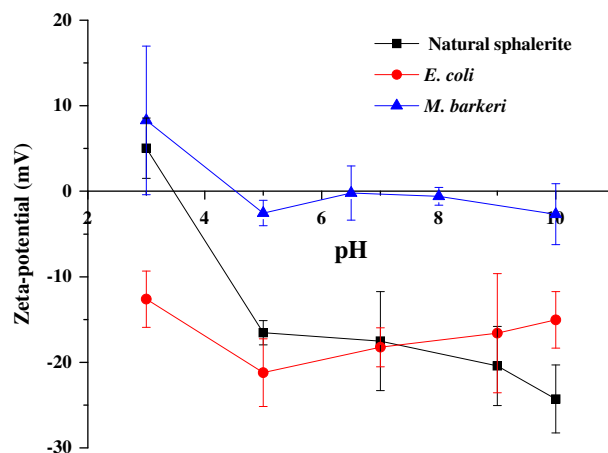 20
Natural sphalerite
E. coli
M. barkeri
10
0
2
4
6
8
10
pH
-10
-20
-30
Zeta-potential (mV)